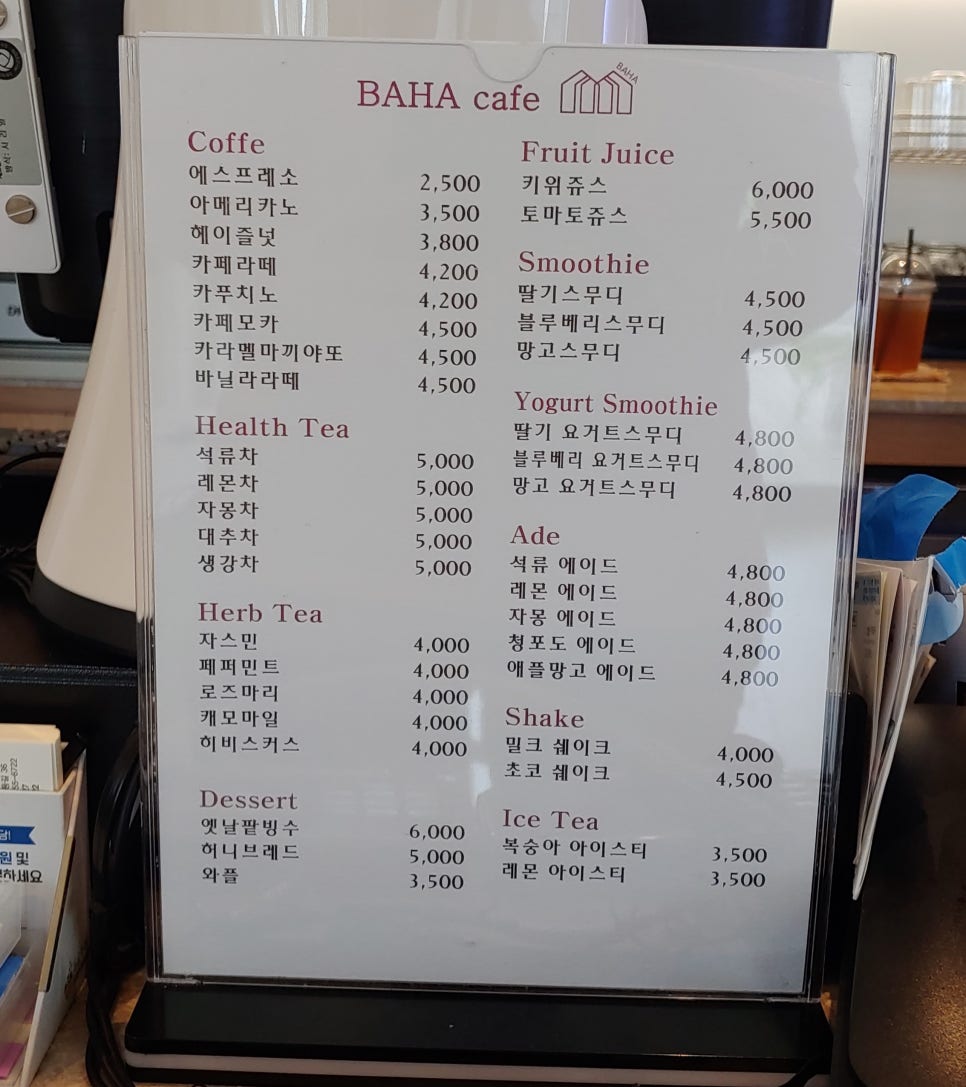 BAHA cafe
BAHA
Coffe
에스프레소 2,500
아메리카노 3,500
헤이즐넛 3,800
카페라떼 4,200
카푸치노 4,200
카페모카 4,500
카라멜마끼야또 4,500
바닐라라떼 4,500
Health Tea
석류차 5,000
레몬차 5,000
자몽차 5,000
대추차 5,000
생강차 5,000
Herb Tea
자스민 4,000
페퍼민트 4,000
로즈마리 4,000
캐모마일 4,000
히비스커스 4,000
Dessert
옛날팥빙수 6,000
허니브레드 5,000
와플 3,500
Fruit Juice
키위쥬스 6,000
토마토쥬스 5,500
Smoothie
딸기스무디 4,500
블루베리스무디 4,500
망고스무디 4,500
Yogurt Smoothie
딸기 요거트스무디 4,800
블루베리 요거트스무디 4,800
망고 요거트스무디 4,800
Ade
석류 에이드 4,800
레몬 에이드 4,800
자몽 에이드 4,800
청포도 에이드 4,800
애플망고 에이드 4,800
Shake
밀크 쉐이크 4,000
초코 쉐이크 4,500
Ice Tea
복숭아 아이스티 3,500
레몬 아이스티 3,500